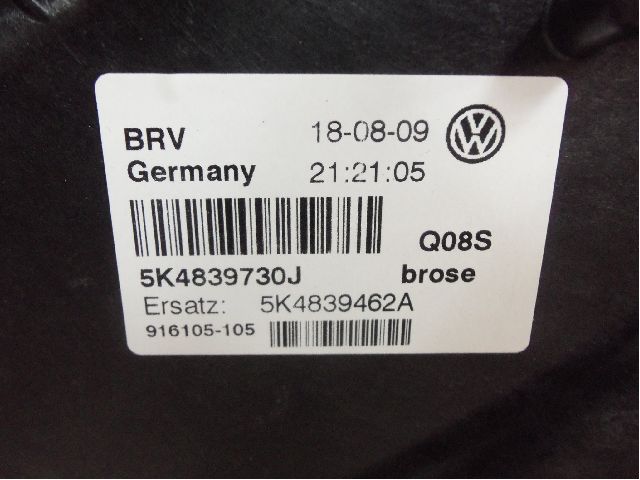 BRV 18-08-09
Germany 21:21:05
Q08S
5K4839730J brose
Ersatz: 5K4839462A
916105-105